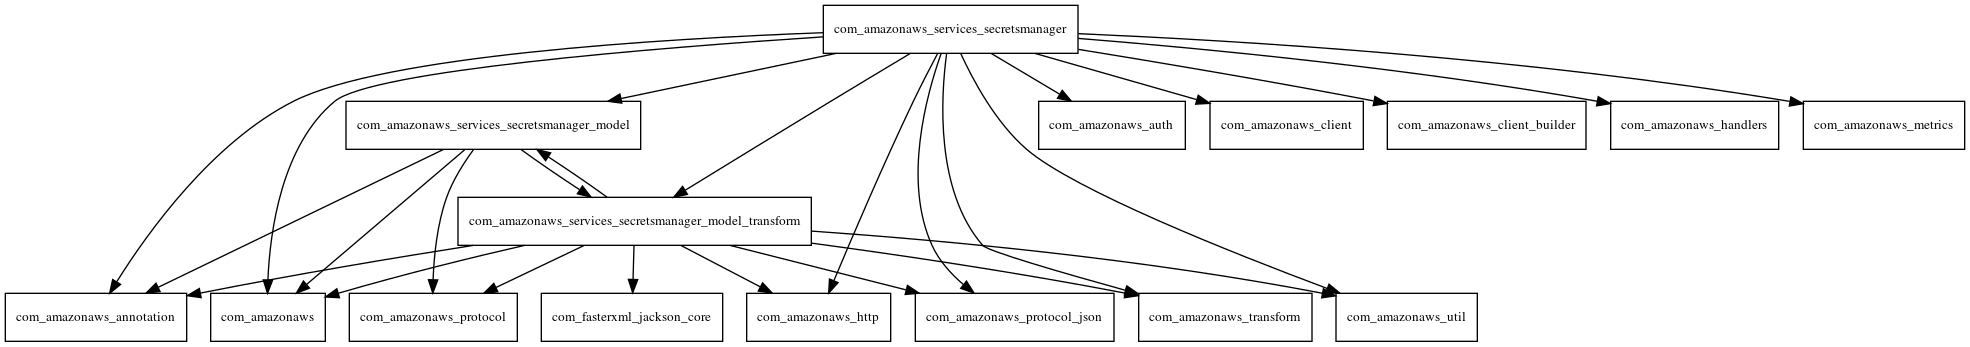 com_amazonaws_services_secretsmanager
com_amazonaws_services_secretsmanager_model
com_amazonaws_auth
com_amazonaws_client
com_amazonaws_client_builder
com_amazonaws_handlers
com_amazonaws_metrics
com_amazonaws_services_secretsmanager_model_transform
com_amazonaws_annotation
com_amazonaws
com_amazonaws_protocol
com_fasterxml_jackson_core
com_amazonaws_http
com_amazonaws_protocol_json
com_amazonaws_transform
com_amazonaws_util